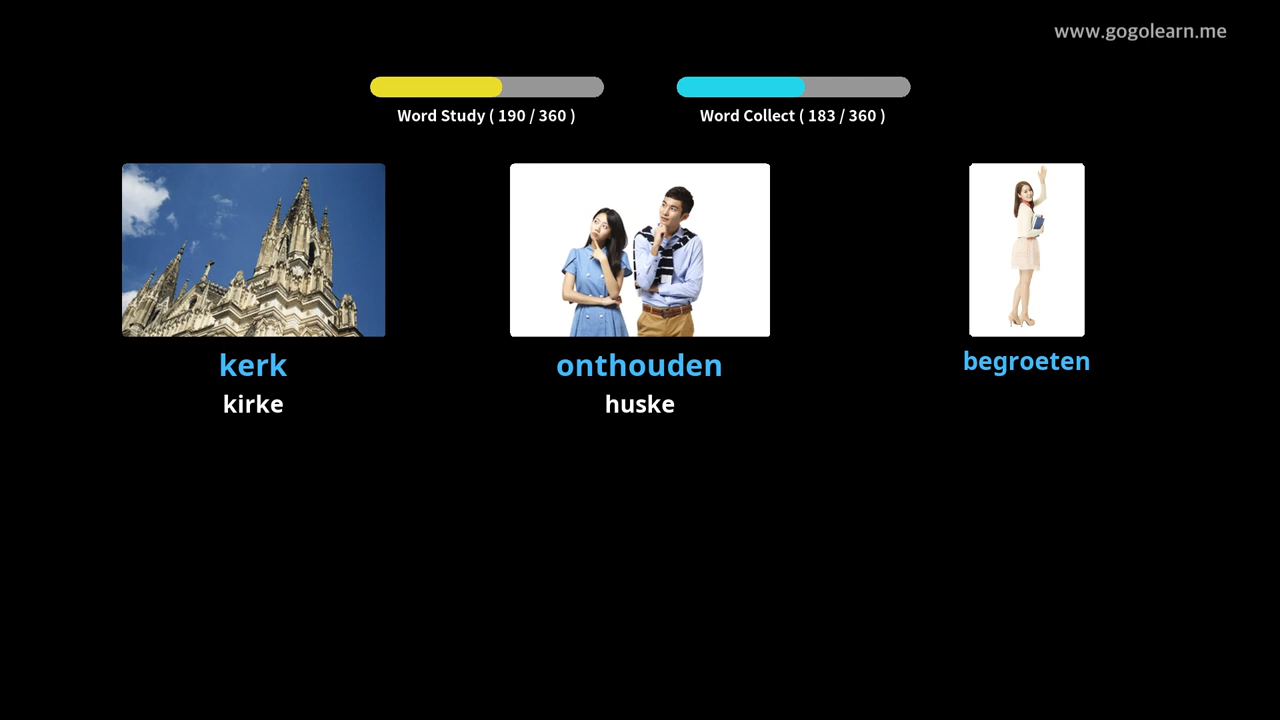 www.gogolearn.me
Word Study ( 190 / 360 )
Word Collect ( 183 / 360 )
kerk
kirke
onthouden
huske
begroeten